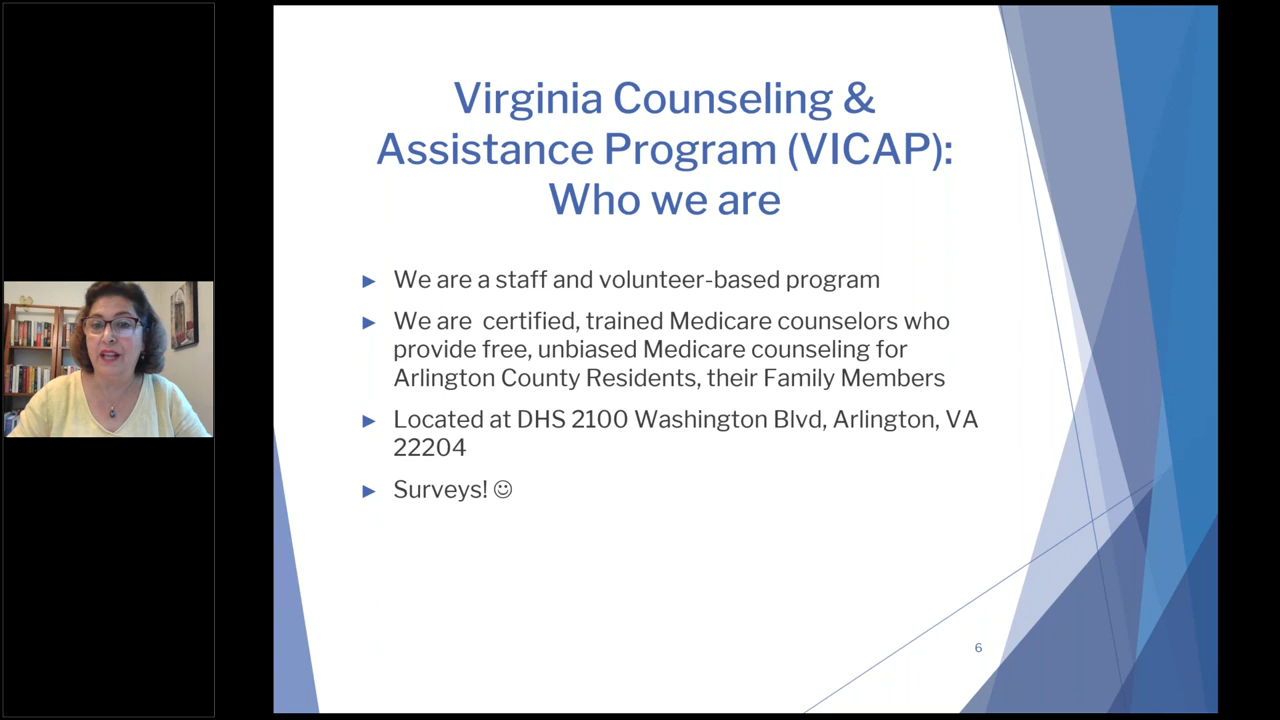 Virginia Counseling &
Assistance Program (VICAP):
Who we are
► We are a staff and volunteer-based program
► We are  certified, trained Medicare counselors who
provide free, unbiased Medicare counseling for
Arlington County Residents, their Family Members
► Located at DHS 2100 Washington Blvd, Arlington, VA
22204
► Surveys! ☺
6